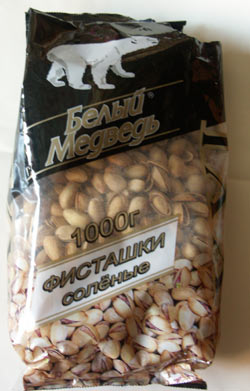 Белый
Медведь
1000г
ФИСТАШКИ
солёные